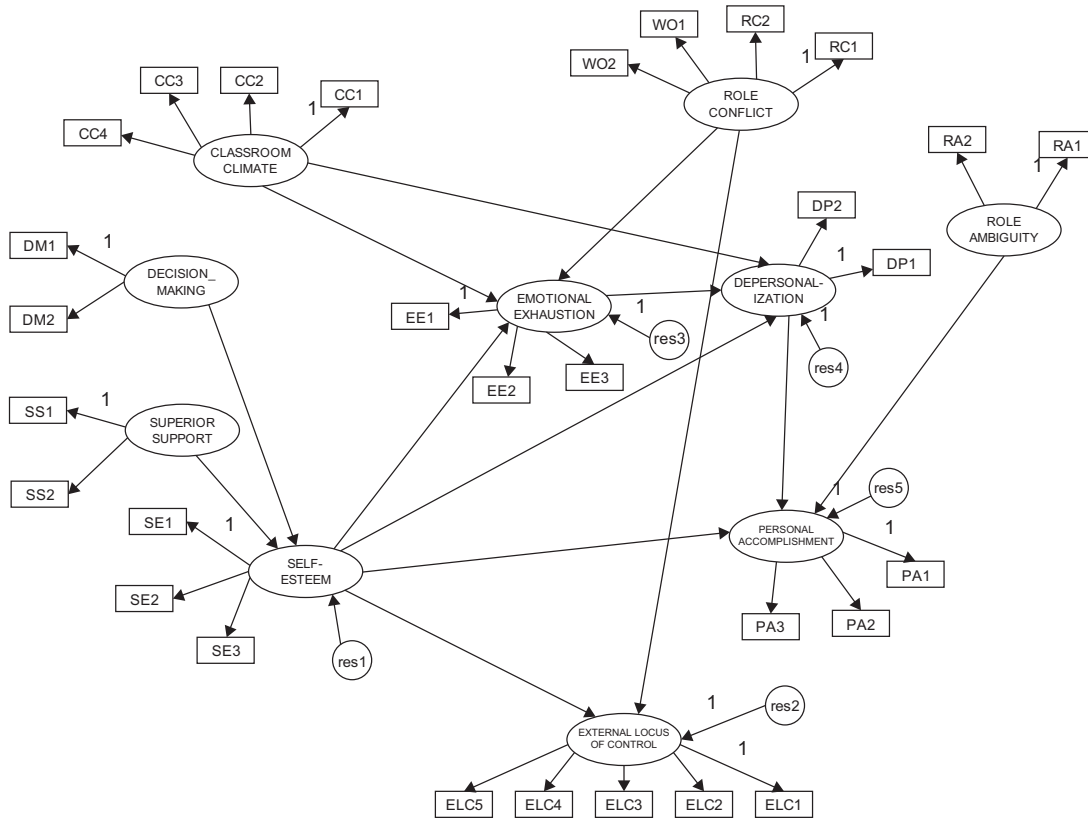 WO1
RC2
RC1
1
WO2
CC3
CC2
CC1
1
CC4
ROLE
CONFLICT
CLASSROOM
CLIMATE
RA2
RA1
1
DP2
ROLE
AMBIGUITY
DM1
1
DECISION_
MAKING
DM2
1
DP1
DEPERSONAL-
IZATION
1
EMOTIONAL
EXHAUSTION
1
1
EE1
res3
EE2
EE3
res4
SS1
1
SUPERIOR
SUPPORT
SS2
SE1
1
SELF-
ESTEEM
SE2
SE3
res1
1
res5
PERSONAL
ACCOMPLISHMENT
1
PA1
PA2
PA3
1
res2
EXTERNAL LOCUS
OF CONTROL
1
ELC5
ELC4
ELC3
ELC2
ELC1